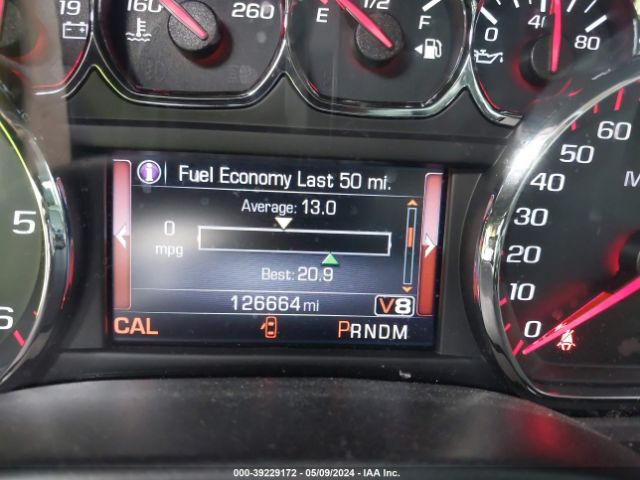 19 160 260 E 1/2 F 0 40 80
Fuel Economy Last 50 mi.
Average: 13.0
0
mpg
Best: 20.9
126664 mi V8
CAL PRNDM
5
6
60
50
40
30
20
10
0
M
000-39229172 - 05/09/2024 - IAA Inc.